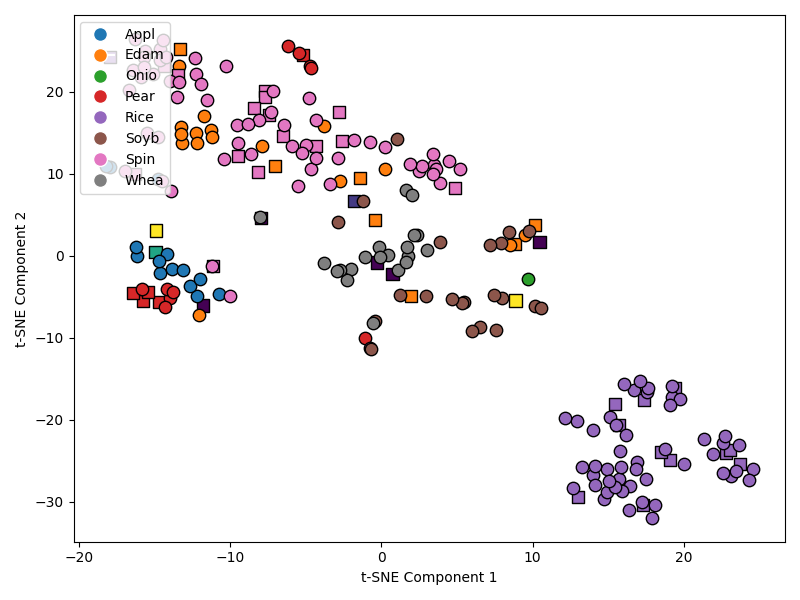 Appl
Edam
Onio
Pear
Rice
Soyb
Spin
Whea
20
10
0
−10
−20
−30
t-SNE Component 2
−20
−10
0
10
20
t-SNE Component 1